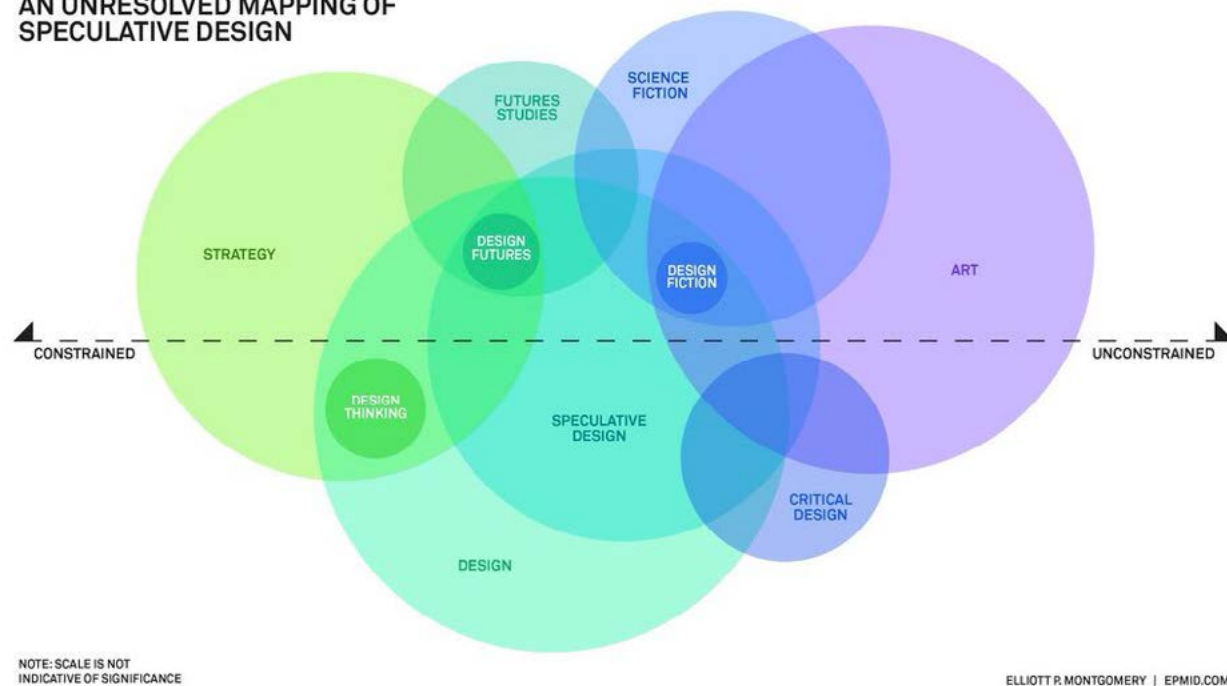 AN UNRESOLVED MAPPING OF
SPECULATIVE DESIGN
SCIENCE
FICTION
FUTURES
STUDIES
STRATEGY
DESIGN
FUTURES
DESIGN
FICTION
ART
CONSTRAINED
UNCONSTRAINED
DESIGN
THINKING
SPECULATIVE
DESIGN
CRITICAL
DESIGN
DESIGN
NOTE: SCALE IS NOT
INDICATIVE OF SIGNIFICANCE
ELLIOTT P. MONTGOMERY | EPMID.COM